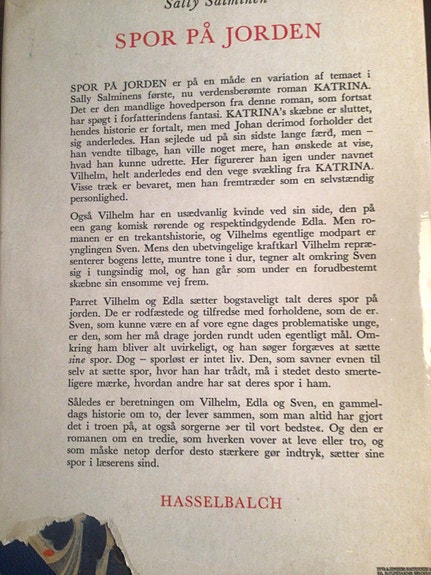 Sally Salminen
SPOR PÅ JORDEN
SPOR PÅ JORDEN er på en måde en variation af temaet i
Sally Salminens første, nu verdensberømte roman KATRINA.
Det er den mandlige hovedperson fra denne roman, som fortsat
har spøgt i forfatterindens fantasi. KATRINA's skæbne er sluttet,
hendes historie er fortalt, men med Johan derimod forholder det
sig anderledes. Han sejlede ud på sin sidste lange færd, men –
han vendte tilbage, han ville noget mere, han ønskede at vise,
hvad han kunne udrette. Her figurerer han igen under navnet
Vilhelm, helt anderledes end den vege svækling fra KATRINA.
Visse træk er bevaret, men han fremtræder som en selvstændig
personlighed.
Også Vilhelm har en usædvanlig kvinde ved sin side, den på
een gang komisk rørende og respektindgydende Edla. Men ro-
manen er en trekantshistorie, og Vilhelms egentlige modpart er
ynglingen Sven. Mens den ubetvingelige kraftkarl Vilhelm repræ-
senterer bogens lette, muntre tone i dur, tegner alt omkring Sven
sig i tungsindig mol, og han går som under en forudbestemt
skæbne sin ensomme vej frem.
Parret Vilhelm og Edla sætter bogstaveligt talt deres spor på
jorden. De er rodfæstede og tilfredse med forholdene, som de er.
Sven, som kunne være en af vore egne dages problematiske unge,
er den, som her må drage jorden rundt uden egentligt mål. Om-
kring ham bliver alt uvirkeligt, og han søger forgæves at sætte
sine spor. Dog – sporløst er intet liv. Den, som savner evnen til
selv at sætte spor, hvor han har trådt, må i stedet desto smerte-
ligere mærke, hvordan andre har sat deres spor i ham.
Således er beretningen om Vilhelm, Edla og Sven, en gammel-
dags historie om to, der lever sammen, som man altid har gjort
det i troen på, at også sorgerne »er til vort bedste«. Og den er
romanen om en tredie, som hverken vover at leve eller tro, og
som måske netop derfor desto stærkere gør indtryk, sætter sine
spor i læserens sind.
HASSELBALCH